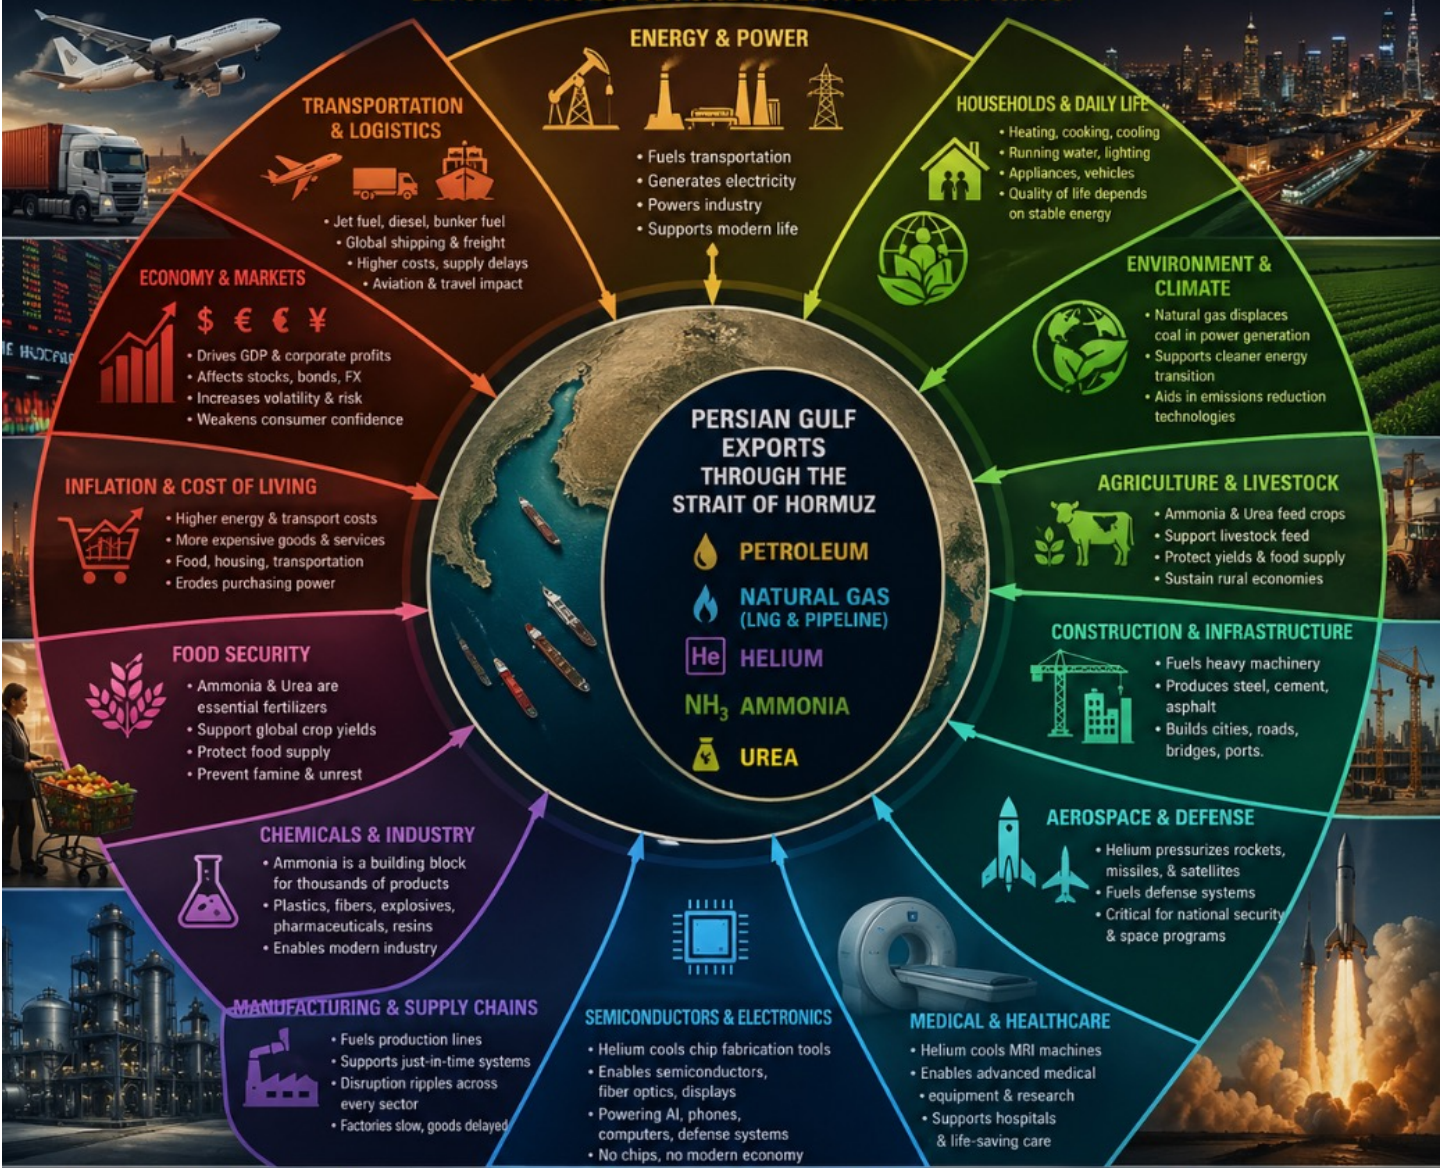 ENERGY & POWER
• Fuels transportation
• Generates electricity
• Powers industry
• Supports modern life
HOUSEHOLDS & DAILY LIFE
• Heating, cooking, cooling
• Running water, lighting
• Appliances, vehicles
• Quality of life depends
on stable energy
ENVIRONMENT &
CLIMATE
• Natural gas displaces
coal in power generation
• Supports cleaner energy
transition
• Aids in emissions reduction
technologies
AGRICULTURE & LIVESTOCK
• Ammonia & Urea feed crops
• Support livestock feed
• Protect yields & food supply
• Sustain rural economies
CONSTRUCTION & INFRASTRUCTURE
• Fuels heavy machinery
• Produces steel, cement,
asphalt
• Builds cities, roads,
bridges, ports.
AEROSPACE & DEFENSE
• Helium pressurizes rockets,
missiles, & satellites
• Fuels defense systems
• Critical for national security
& space programs
MEDICAL & HEALTHCARE
• Helium cools MRI machines
• Enables advanced medical
• equipment & research
• Supports hospitals
& life-saving care
SEMICONDUCTORS & ELECTRONICS
• Helium cools chip fabrication tools
• Enables semiconductors,
fiber optics, displays
• Powering AI, phones,
computers, defense systems
• No chips, no modern economy
MANUFACTURING & SUPPLY CHAINS
• Fuels production lines
• Supports just-in-time systems
• Disruption ripples across
every sector
• Factories slow, goods delayed
CHEMICALS & INDUSTRY
• Ammonia is a building block
for thousands of products
• Plastics, fibers, explosives,
pharmaceuticals, resins
• Enables modern industry
FOOD SECURITY
• Ammonia & Urea are
essential fertilizers
• Support global crop yields
• Protect food supply
• Prevent famine & unrest
INFLATION & COST OF LIVING
• Higher energy & transport costs
• More expensive goods & services
• Food, housing, transportation
• Erodes purchasing power
ECONOMY & MARKETS
$ € € ¥
• Drives GDP & corporate profits
• Affects stocks, bonds, FX
• Increases volatility & risk
• Weakens consumer confidence
TRANSPORTATION
& LOGISTICS
• Jet fuel, diesel, bunker fuel
• Global shipping & freight
• Higher costs, supply delays
• Aviation & travel impact
PERSIAN GULF
EXPORTS
THROUGH THE
STRAIT OF HORMUZ
PETROLEUM
NATURAL GAS
(LNG & PIPELINE)
He HELIUM
NH₃ AMMONIA
UREA